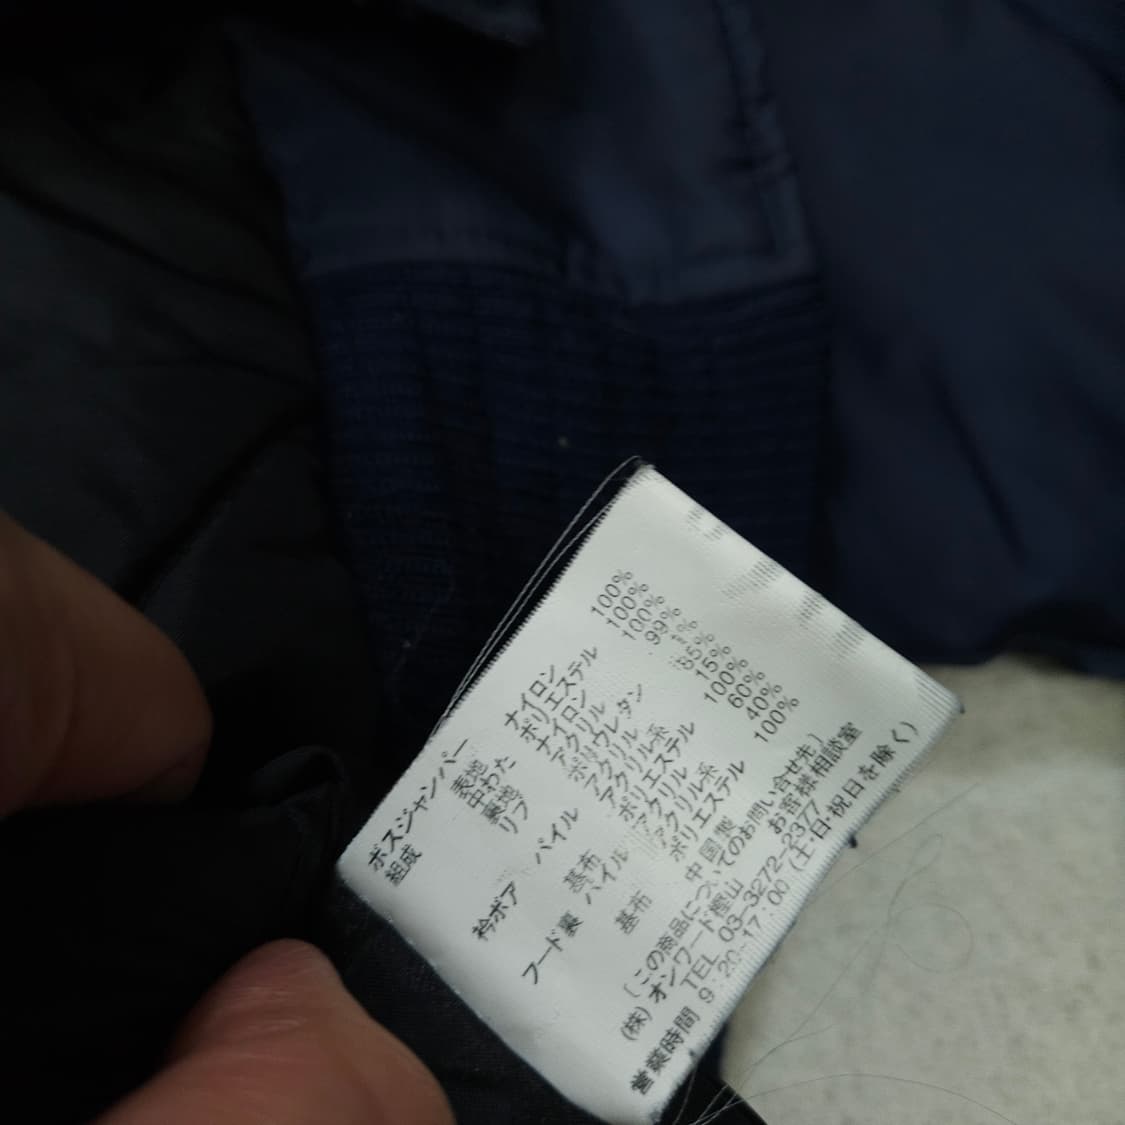 ボスジャンパー
組成
表地 ナイロン 100%
中わた ポリエステル 100%
裏地 ナイロン 100%
リブ アクリル 99%
ポリウレタン 1%
衿ボア パイル アクリル 85%
アクリル系 15%
基布 ポリエステル 100%
フード裏 パイル アクリル 60%
アクリル系 40%
基布 ポリエステル 100%
中国製
〔この商品についてのお問い合せ先〕
(株)オンワード樫山 お客様相談室
TEL 03-3272-2377
営業時間 9:20~17:00 (土・日・祝日を除く)